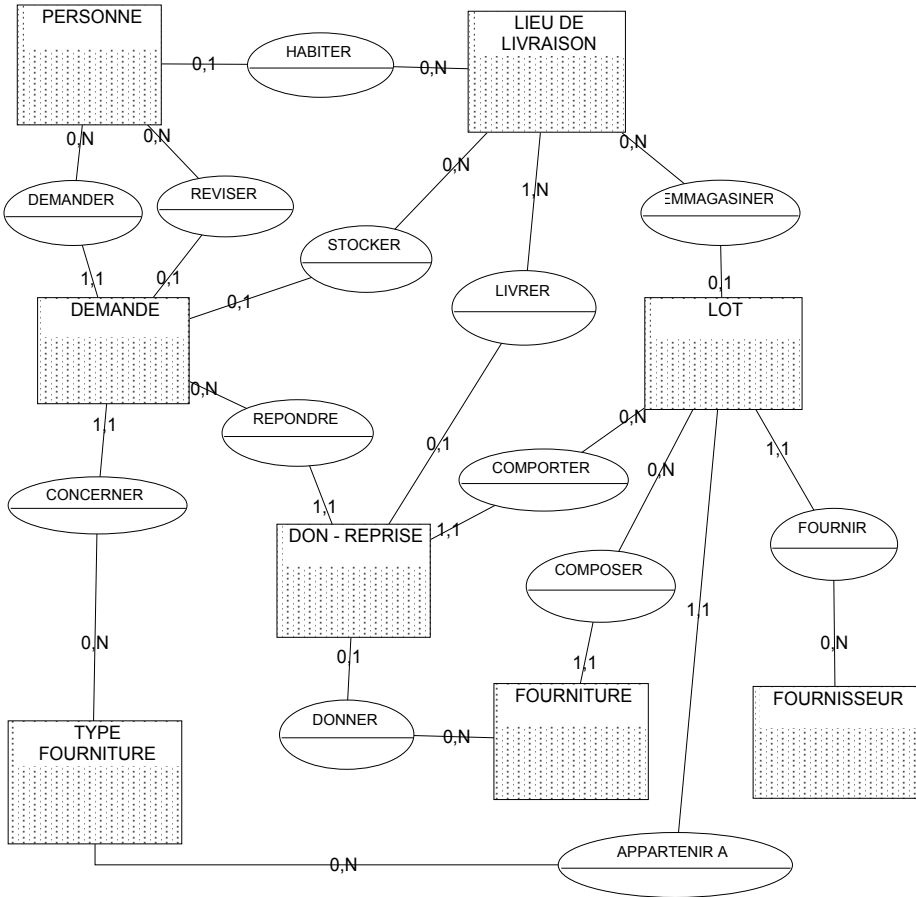 PERSONNE
LIEU DE
LIVRAISON
HABITER
0,1
0,N
0,N
0,N
0,N
1,N
0,N
DEMANDER
REVISER
EMMAGASINER
STOCKER
1,1
0,1
0,1
0,1
LIVRER
DEMANDE
LOT
0,N
REPONDRE
0,N
1,1
0,1
1,1
COMPORTER
0,N
CONCERNER
1,1
1,1
DON - REPRISE
FOURNIR
COMPOSER
1,1
0,N
0,1
1,1
0,N
FOURNITURE
FOURNISSEUR
DONNER
0,N
TYPE
FOURNITURE
0,N
APPARTENIR A